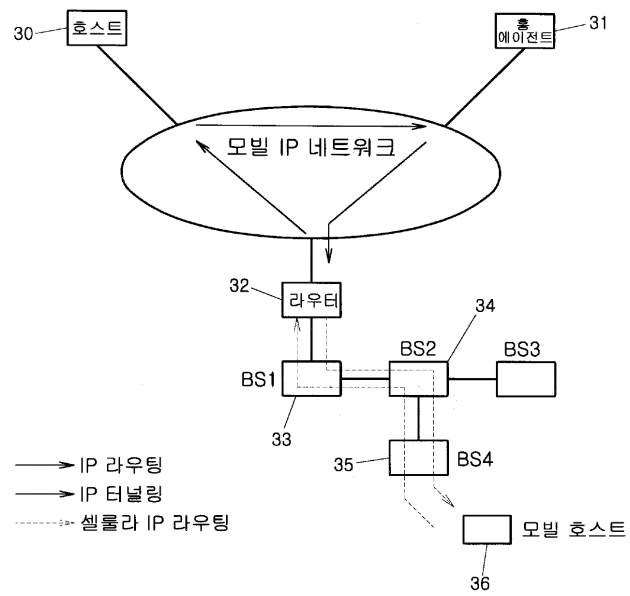 30
호스트
홈
에이전트
31
모빌 IP 네트워크
32
라우터
34
BS2
BS3
BS1
33
35
BS4
IP 라우팅
IP 터널링
셀룰라 IP 라우팅
모빌 호스트
36